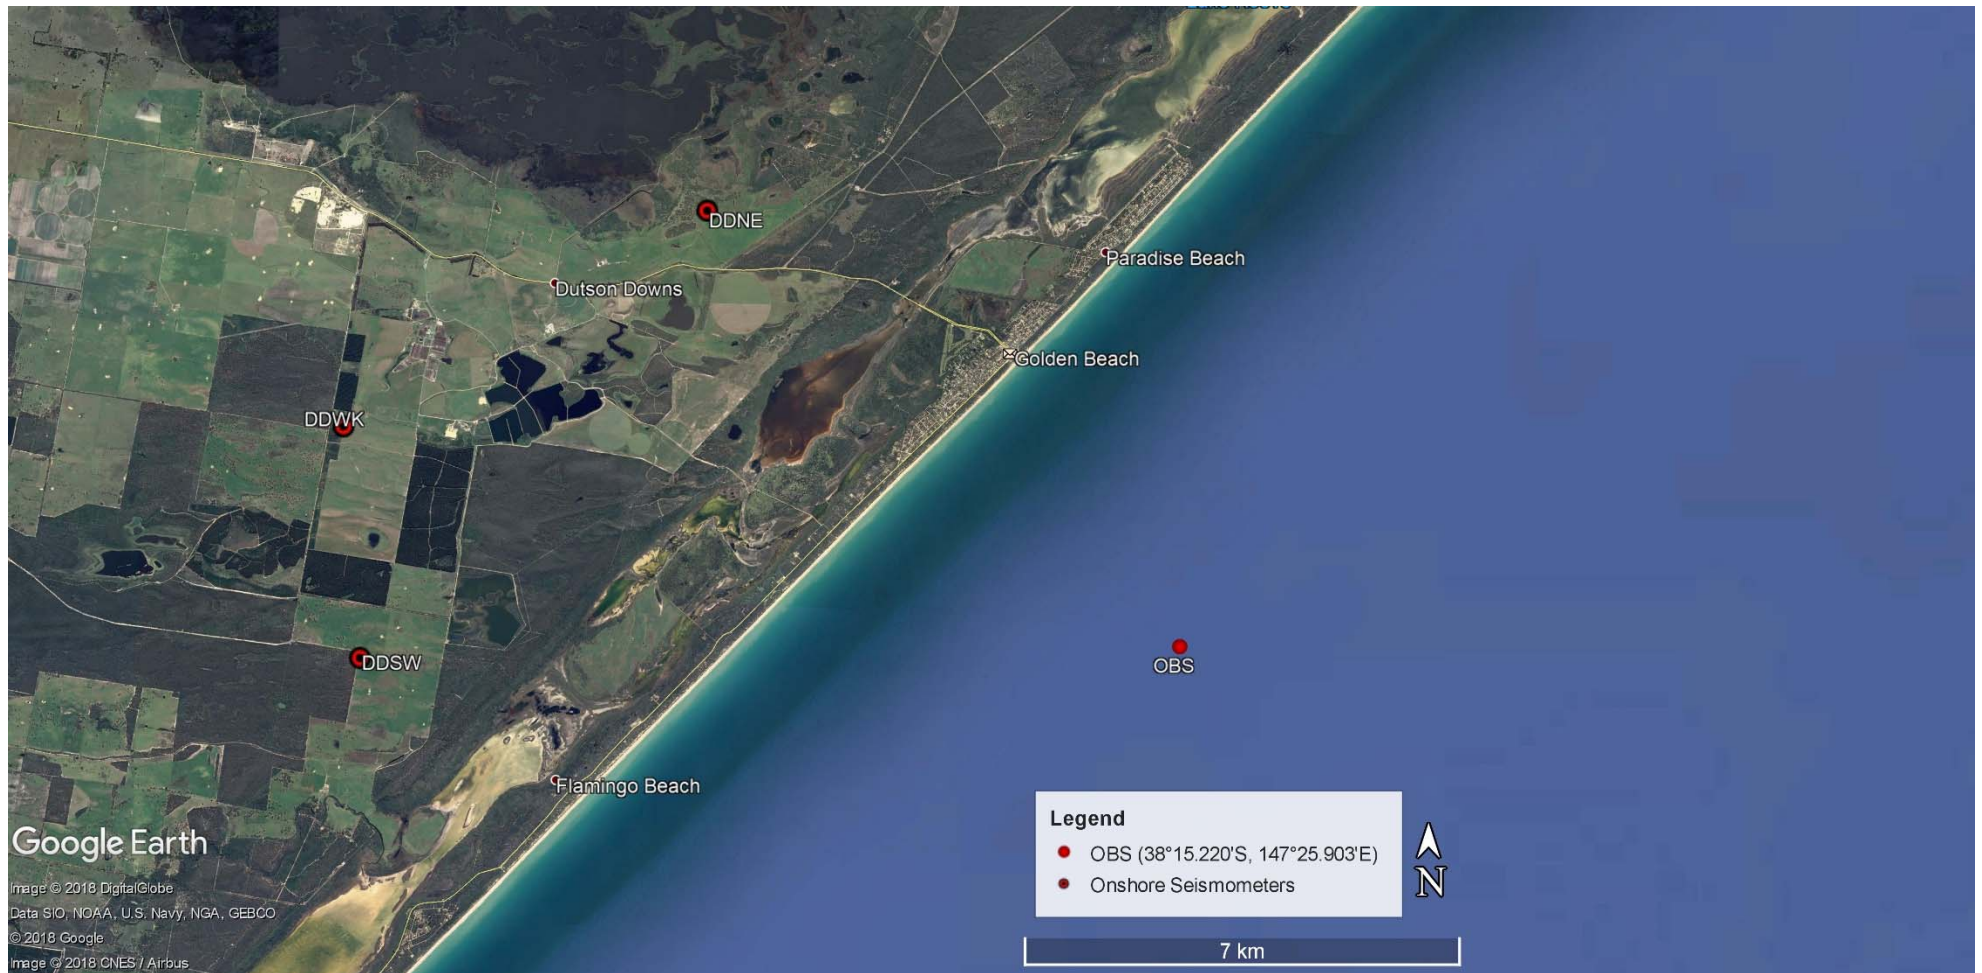 DDNE
Paradise Beach
Dutson Downs
Golden Beach
DDWK
DDSW
OBS
Flamingo Beach
Legend
OBS (38°15.220'S, 147°25.903'E)
Onshore Seismometers
N
7 km
Google Earth
Image © 2018 DigitalGlobe
Data SIO, NOAA, U.S. Navy, NGA, GEBCO
© 2018 Google
Image © 2018 CNES / Airbus